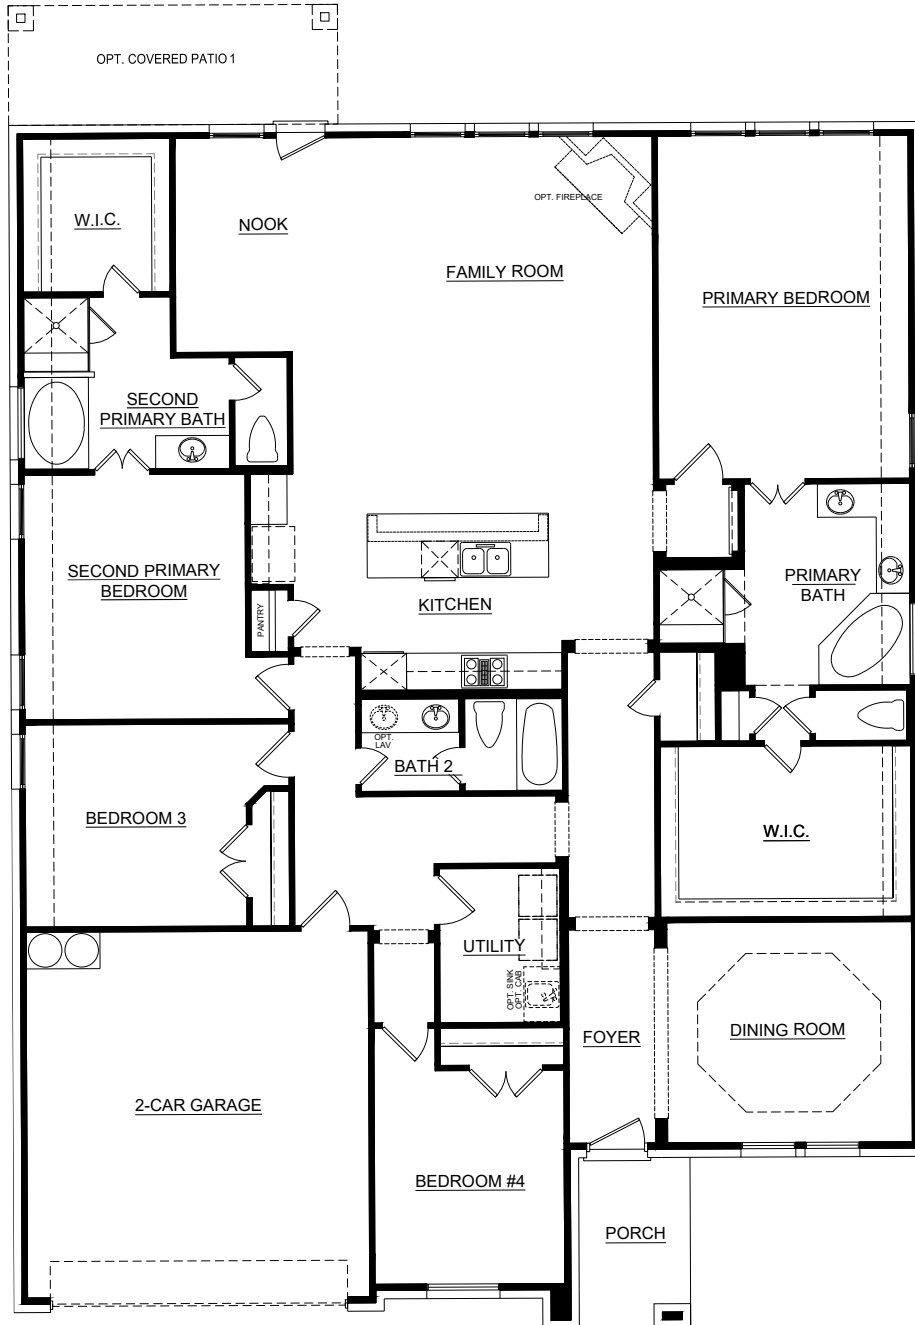 OPT. COVERED PATIO 1
W.I.C.
NOOK
OPT. FIREPLACE
FAMILY ROOM
PRIMARY BEDROOM
SECOND
PRIMARY BATH
SECOND PRIMARY
BEDROOM
PANTRY
KITCHEN
PRIMARY
BATH
OPT.
LAV
BATH 2
BEDROOM 3
W.I.C.
UTILITY
OPT. SINK
OPT. CAB
FOYER
DINING ROOM
2-CAR GARAGE
BEDROOM #4
PORCH